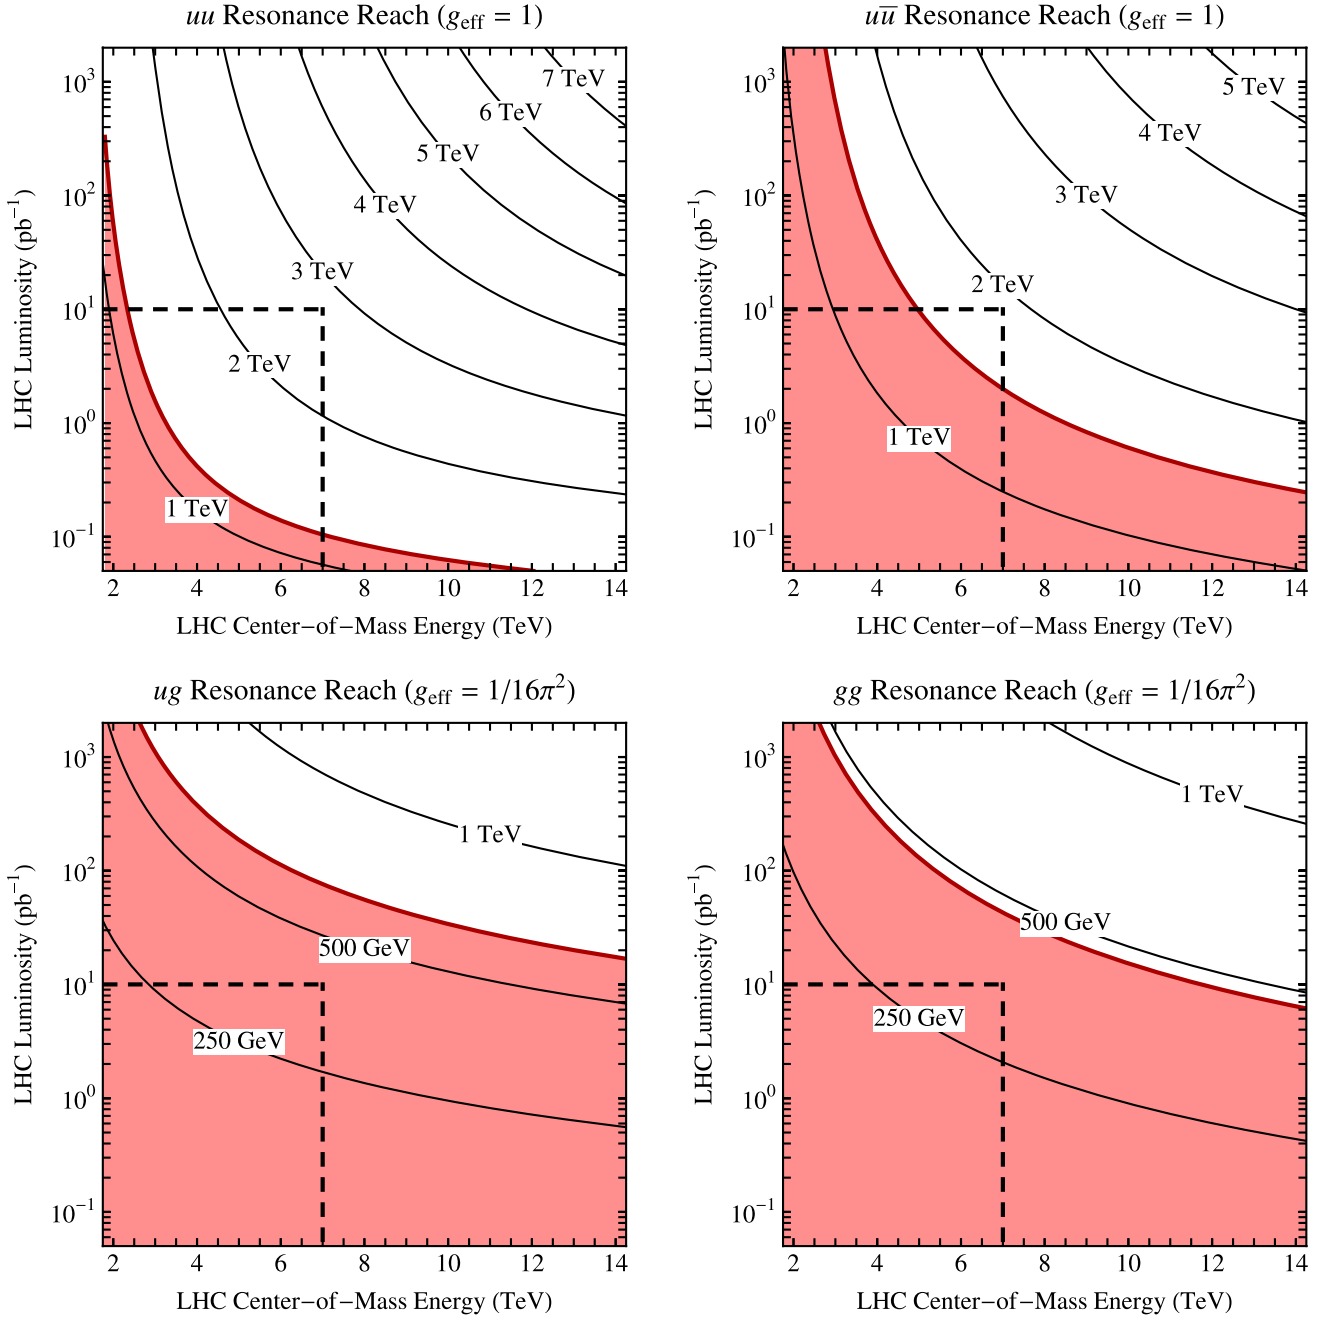 uu Resonance Reach (g_eff = 1)
LHC Luminosity (pb⁻¹)
10³
10²
10¹
10⁰
10⁻¹
7 TeV
6 TeV
5 TeV
4 TeV
3 TeV
2 TeV
1 TeV
2 4 6 8 10 12 14
LHC Center−of−Mass Energy (TeV)
uu̅ Resonance Reach (g_eff = 1)
LHC Luminosity (pb⁻¹)
10³
10²
10¹
10⁰
10⁻¹
5 TeV
4 TeV
3 TeV
2 TeV
1 TeV
2 4 6 8 10 12 14
LHC Center−of−Mass Energy (TeV)
ug Resonance Reach (g_eff = 1/16π²)
LHC Luminosity (pb⁻¹)
10³
10²
10¹
10⁰
10⁻¹
1 TeV
500 GeV
250 GeV
2 4 6 8 10 12 14
LHC Center−of−Mass Energy (TeV)
gg Resonance Reach (g_eff = 1/16π²)
LHC Luminosity (pb⁻¹)
10³
10²
10¹
10⁰
10⁻¹
1 TeV
500 GeV
250 GeV
2 4 6 8 10 12 14
LHC Center−of−Mass Energy (TeV)